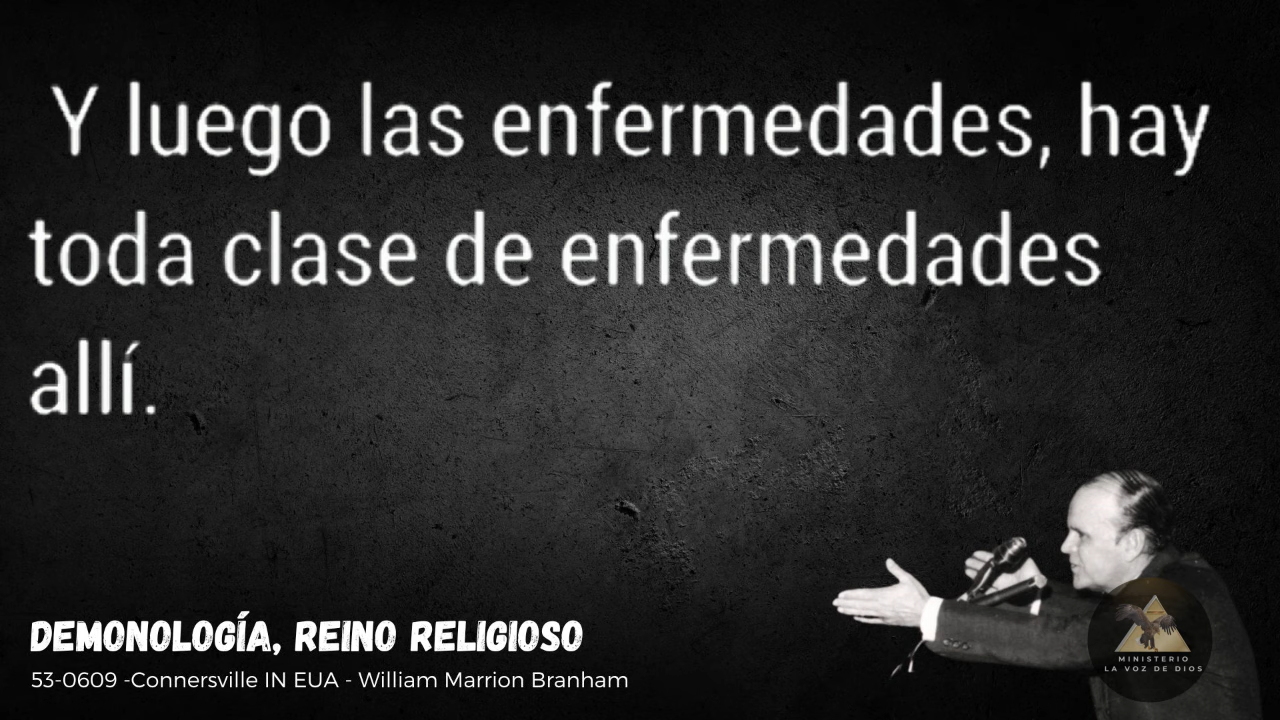 Y luego las enfermedades, hay
toda clase de enfermedades
allí.
DEMONOLOGÍA, REINO RELIGIOSO
53-0609 -Connersville IN EUA - William Marrion Branham
MINISTERIO
LA VOZ DE DIOS